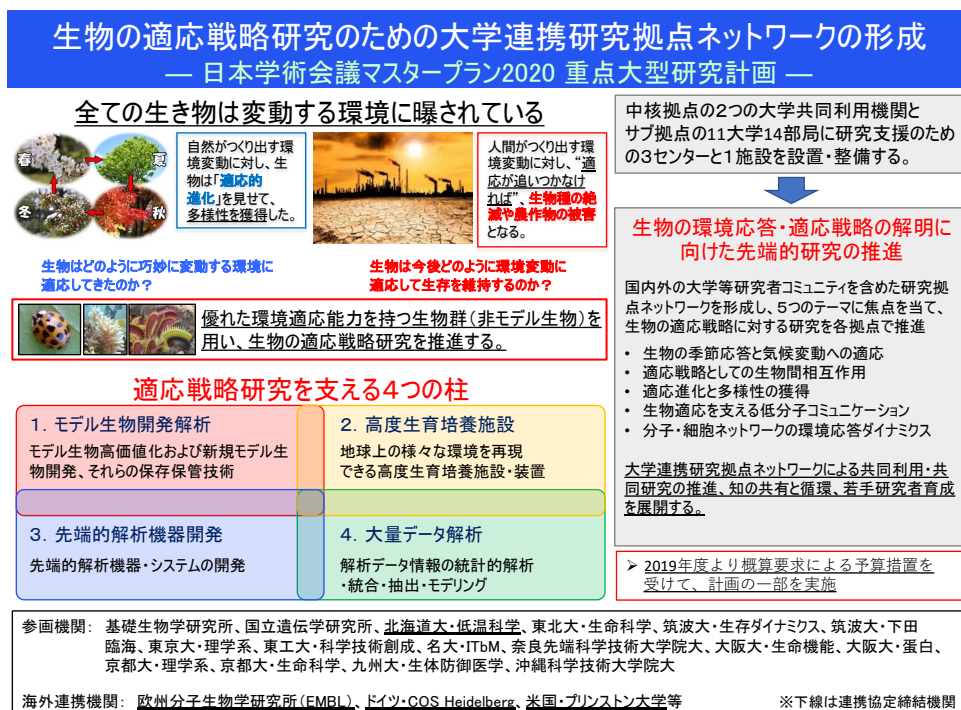 生物の適応戦略研究のための大学連携研究拠点ネットワークの形成
― 日本学術会議マスタープラン2020 重点大型研究計画 ―
全ての生き物は変動する環境に曝されている
春
夏
冬
秋
自然がつくり出す環
境変動に対し、生
物は「適応的
進化」を見せて、
多様性を獲得した。
人間がつくり出す環
境変動に対し、“適
応が追いつかなけ
れば”、生物種の絶
滅や農作物の被害
となる。
生物はどのように巧妙に変動する環境に
適応してきたのか？
生物は今後どのように環境変動に
適応して生存を維持するのか？
優れた環境適応能力を持つ生物群（非モデル生物）を
用い、生物の適応戦略研究を推進する。
適応戦略研究を支える４つの柱
１．モデル生物開発解析
モデル生物高価値化および新規モデル生
物開発、それらの保存保管技術
２．高度生育培養施設
地球上の様々な環境を再現
できる高度生育培養施設・装置
３．先端的解析機器開発
先端的解析機器・システムの開発
４．大量データ解析
解析データ情報の統計的解析
・統合・抽出・モデリング
中核拠点の２つの大学共同利用機関と
サブ拠点の11大学14部局に研究支援のため
の３センターと１施設を設置・整備する。
生物の環境応答・適応戦略の解明に
向けた先端的研究の推進
国内外の大学等研究者コミュニティを含めた研究拠
点ネットワークを形成し、５つのテーマに焦点を当て、
生物の適応戦略に対する研究を各拠点で推進
• 生物の季節応答と気候変動への適応
• 適応戦略としての生物間相互作用
• 適応進化と多様性の獲得
• 生物適応を支える低分子コミュニケーション
• 分子・細胞ネットワークの環境応答ダイナミクス
大学連携研究拠点ネットワークによる共同利用・共
同研究の推進、知の共有と循環、若手研究者育成
を展開する。
➢ 2019年度より概算要求による予算措置を
受けて、計画の一部を実施
参画機関： 基礎生物学研究所、国立遺伝学研究所、北海道大・低温科学、東北大・生命科学、筑波大・生存ダイナミクス、筑波大・下田
臨海、東京大・理学系、東工大・科学技術創成、名大・ITbM、奈良先端科学技術大学院大、大阪大・生命機能、大阪大・蛋白、
京都大・理学系、京都大・生命科学、九州大・生体防御医学、沖縄科学技術大学院大
海外連携機関： 欧州分子生物学研究所（EMBL）、ドイツ・COS Heidelberg、米国・プリンストン大学等
※下線は連携協定締結機関